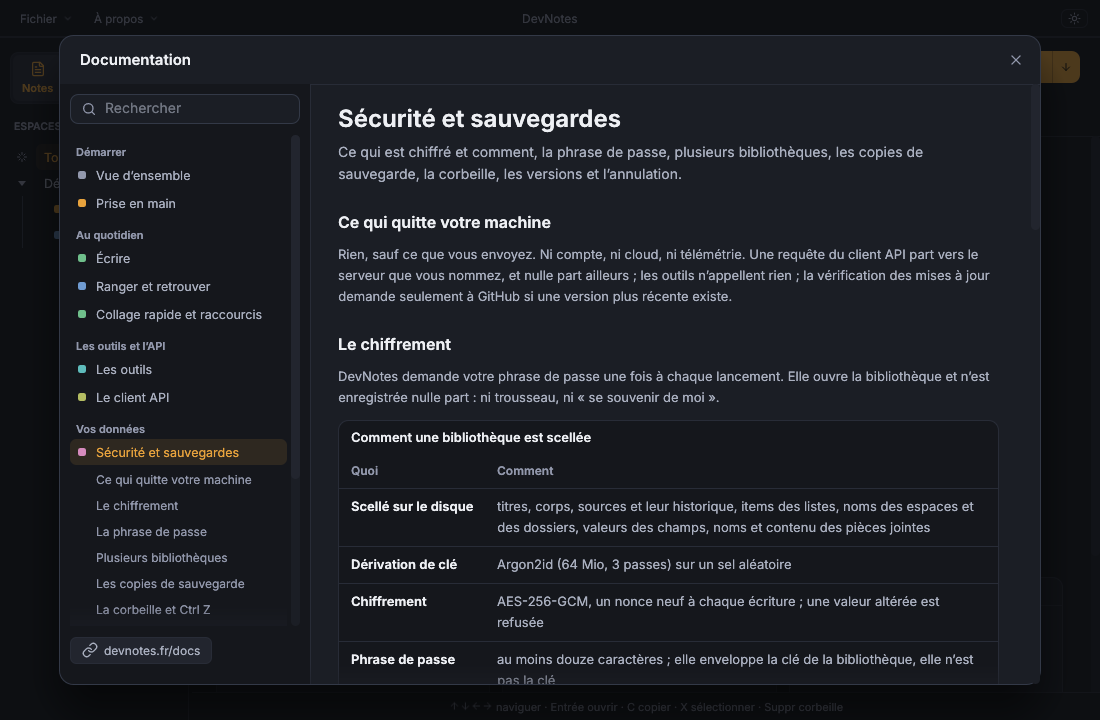 Fichier
À propos
DevNotes
Documentation
Notes
ESPACES
Rechercher
Démarrer
Vue d’ensemble
Prise en main
Au quotidien
Écrire
Ranger et retrouver
Collage rapide et raccourcis
Les outils et l’API
Les outils
Le client API
Vos données
Sécurité et sauvegardes
Ce qui quitte votre machine
Le chiffrement
La phrase de passe
Plusieurs bibliothèques
Les copies de sauvegarde
La corbeille et Ctrl Z
devnotes.fr/docs
Sécurité et sauvegardes
Ce qui est chiffré et comment, la phrase de passe, plusieurs bibliothèques, les copies de
sauvegarde, la corbeille, les versions et l’annulation.
Ce qui quitte votre machine
Rien, sauf ce que vous envoyez. Ni compte, ni cloud, ni télémétrie. Une requête du client API part vers le
serveur que vous nommez, et nulle part ailleurs ; les outils n’appellent rien ; la vérification des mises à jour
demande seulement à GitHub si une version plus récente existe.
Le chiffrement
DevNotes demande votre phrase de passe une fois à chaque lancement. Elle ouvre la bibliothèque et n’est
enregistrée nulle part : ni trousseau, ni « se souvenir de moi ».
Comment une bibliothèque est scellée
Quoi Comment
Scellé sur le disque titres, corps, sources et leur historique, items des listes, noms des espaces et
des dossiers, valeurs des champs, noms et contenu des pièces jointes
Dérivation de clé Argon2id (64 Mio, 3 passes) sur un sel aléatoire
Chiffrement AES-256-GCM, un nonce neuf à chaque écriture ; une valeur altérée est
refusée
Phrase de passe au moins douze caractères ; elle enveloppe la clé de la bibliothèque, elle n’est
pas la clé
↑ ↓ ← → naviguer · Entrée ouvrir · C copier · X sélectionner · Suppr corbeille